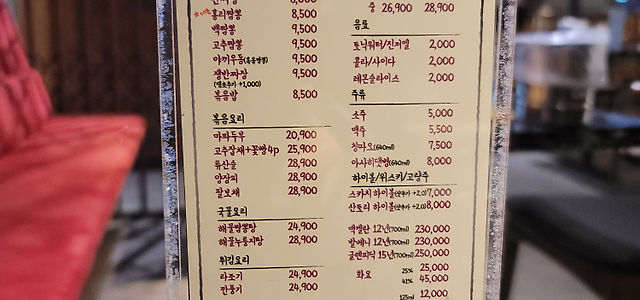 8,000
홍리짬뽕 8,500
백짬뽕 9,500
고추짬뽕 9,500
야끼우동(볶음짬뽕) 9,500
쟁반짜장 9,500
(면추가 +1,000)
볶음밥 8,500
볶음요리
마파두부 20,900
고추잡채+꽃빵4p 25,900
류산슬 28,900
양장피 28,900
팔보채 28,900
국물요리
해물짬뽕탕 24,900
해물누룽지탕 28,900
튀김요리
라조기 24,900
깐풍기 24,900
중 26,900 28,900
음료
토닉워터/진저엘 2,000
콜라/사이다 2,000
레몬슬라이스 2,000
주류
소주 5,000
맥주 5,500
칭따오(640ml) 7,500
아사히병맥(640ml) 8,000
하이볼/위스키/고량주
스카치 하이볼(샷추가 +2.0) 7,000
산토리 하이볼(샷추가 +2.0) 8,000
맥켈란 12년(700ml) 230,000
발베니 12년(700ml) 230,000
글렌피딕 15년(700ml) 250,000
화요 25% 25,000
41% 45,000
125ml 12,000